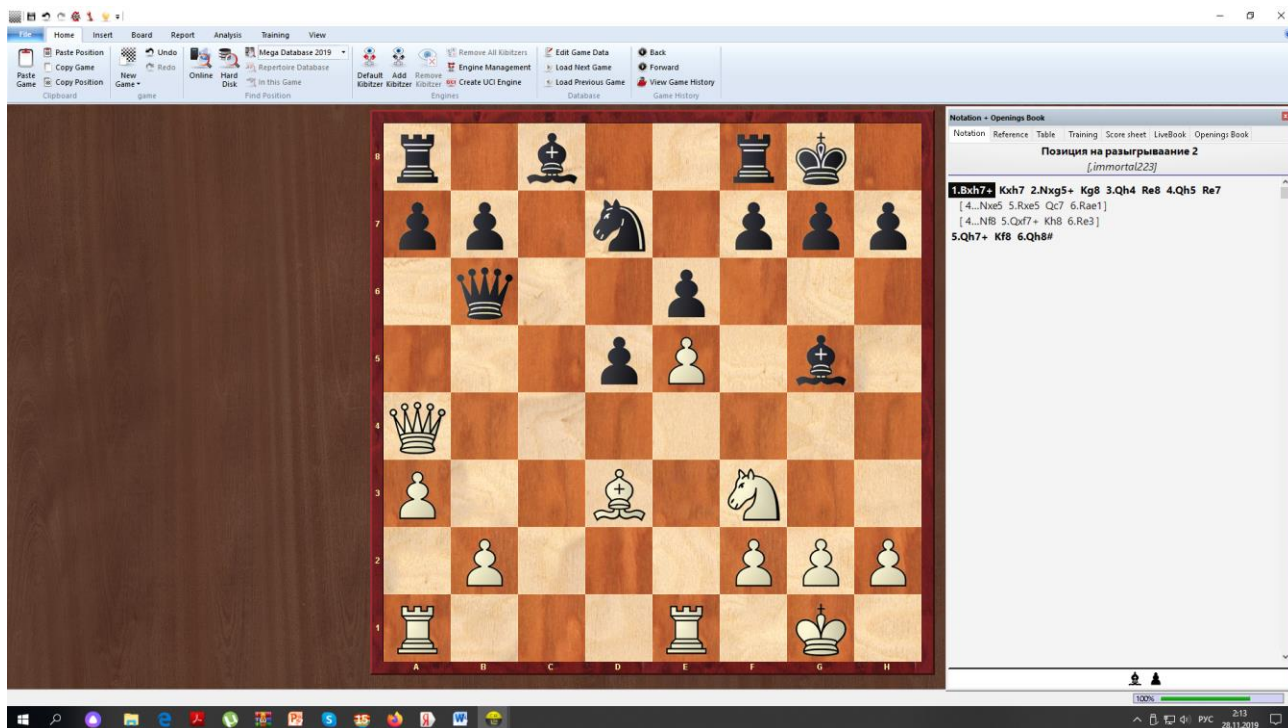 File Home Insert Board Report Analysis Training View
Paste Position Undo Mega Database 2019 Remove All Kibitzers Edit Game Data Back
Copy Game Redo Repertoire Database Engine Management Load Next Game Forward
Paste Game Copy Position New Game Online Hard Disk In this Game Default Kibitzer Add Kibitzer Remove Kibitzer Create UCI Engine Load Previous Game View Game History
Clipboard game Find Position Engines Database Game History
Notation + Openings Book
Notation Reference Table Training Score sheet LiveBook Openings Book
Позиция на разыгрываание 2
[,immortal223]
1.Bxh7+ Kxh7 2.Nxg5+ Kg8 3.Qh4 Re8 4.Qh5 Re7
[ 4...Nxe5 5.Rxe5 Qc7 6.Rae1 ]
[ 4...Nf8 5.Qxf7+ Kh8 6.Re3 ]
5.Qh7+ Kf8 6.Qh8#
8
7
6
5
4
3
2
1
A B C D E F G H
100%
РУС 2:13
28.11.2019